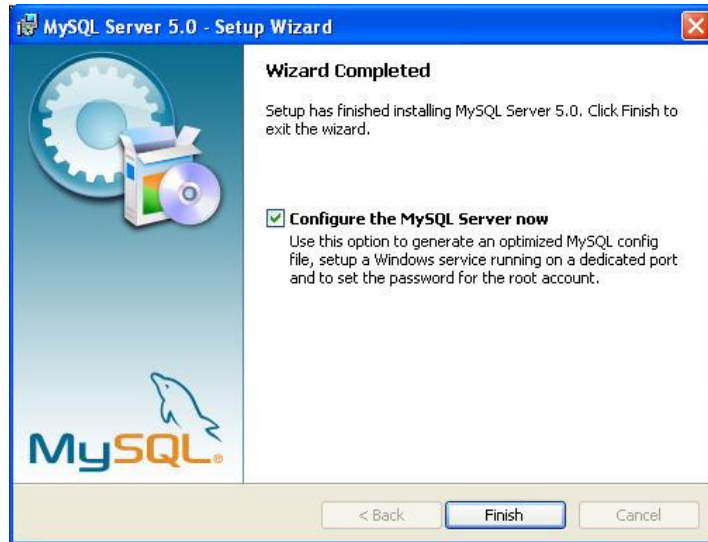 MySQL Server 5.0 - Setup Wizard
Wizard Completed
Setup has finished installing MySQL Server 5.0. Click Finish to
exit the wizard.
Configure the MySQL Server now
Use this option to generate an optimized MySQL config
file, setup a Windows service running on a dedicated port
and to set the password for the root account.
MySQL®
< Back
Finish
Cancel